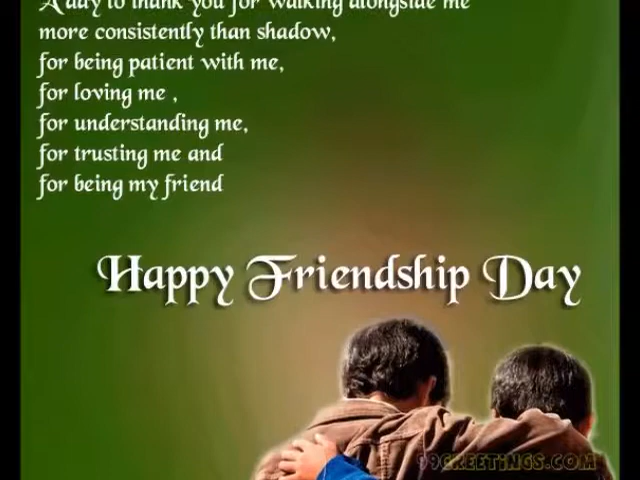 A day to thank you for walking alongside me
more consistently than shadow,
for being patient with me,
for loving me ,
for understanding me,
for trusting me and
for being my friend
Happy Friendship Day
99GREETINGS.COM